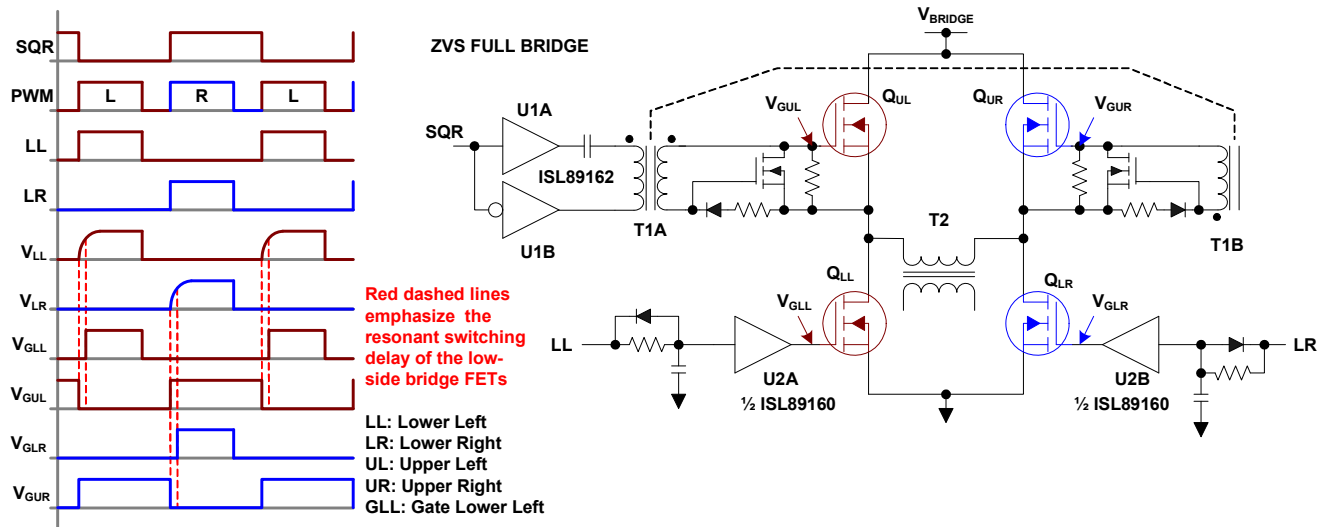 SQR
PWM
L
R
L
LL
LR
VLL
VLR
VGLL
VGUL
VGLR
VGUR
Red dashed lines
emphasize the
resonant switching
delay of the low-
side bridge FETs
LL: Lower Left
LR: Lower Right
UL: Upper Left
UR: Upper Right
GLL: Gate Lower Left
ZVS FULL BRIDGE
VBRIDGE
U1A
SQR
ISL89162
U1B
T1A
VGUL
QUL
QUR
VGUR
T1B
T2
QLL
QLR
VGLL
VGLR
LL
U2A
½ ISL89160
U2B
½ ISL89160
LR